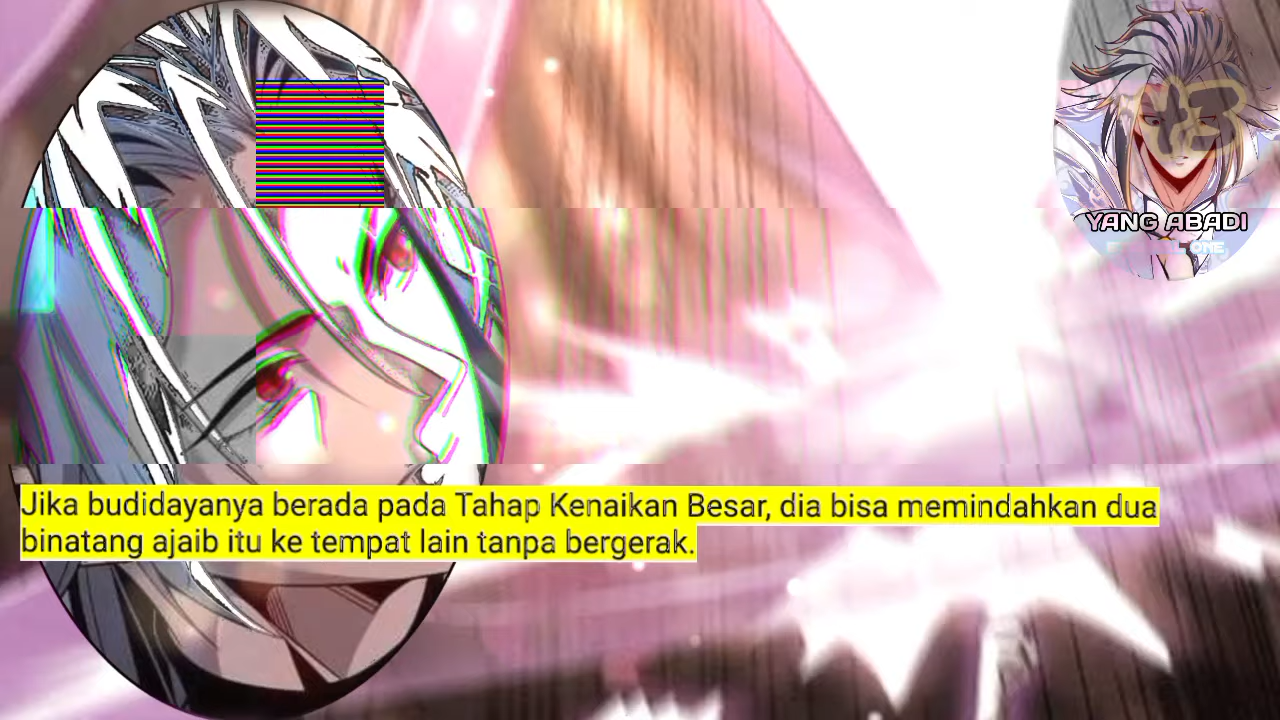 YANG ABADI
ONE
Jika budidayanya berada pada Tahap Kenaikan Besar, dia bisa memindahkan dua
binatang ajaib itu ke tempat lain tanpa bergerak.